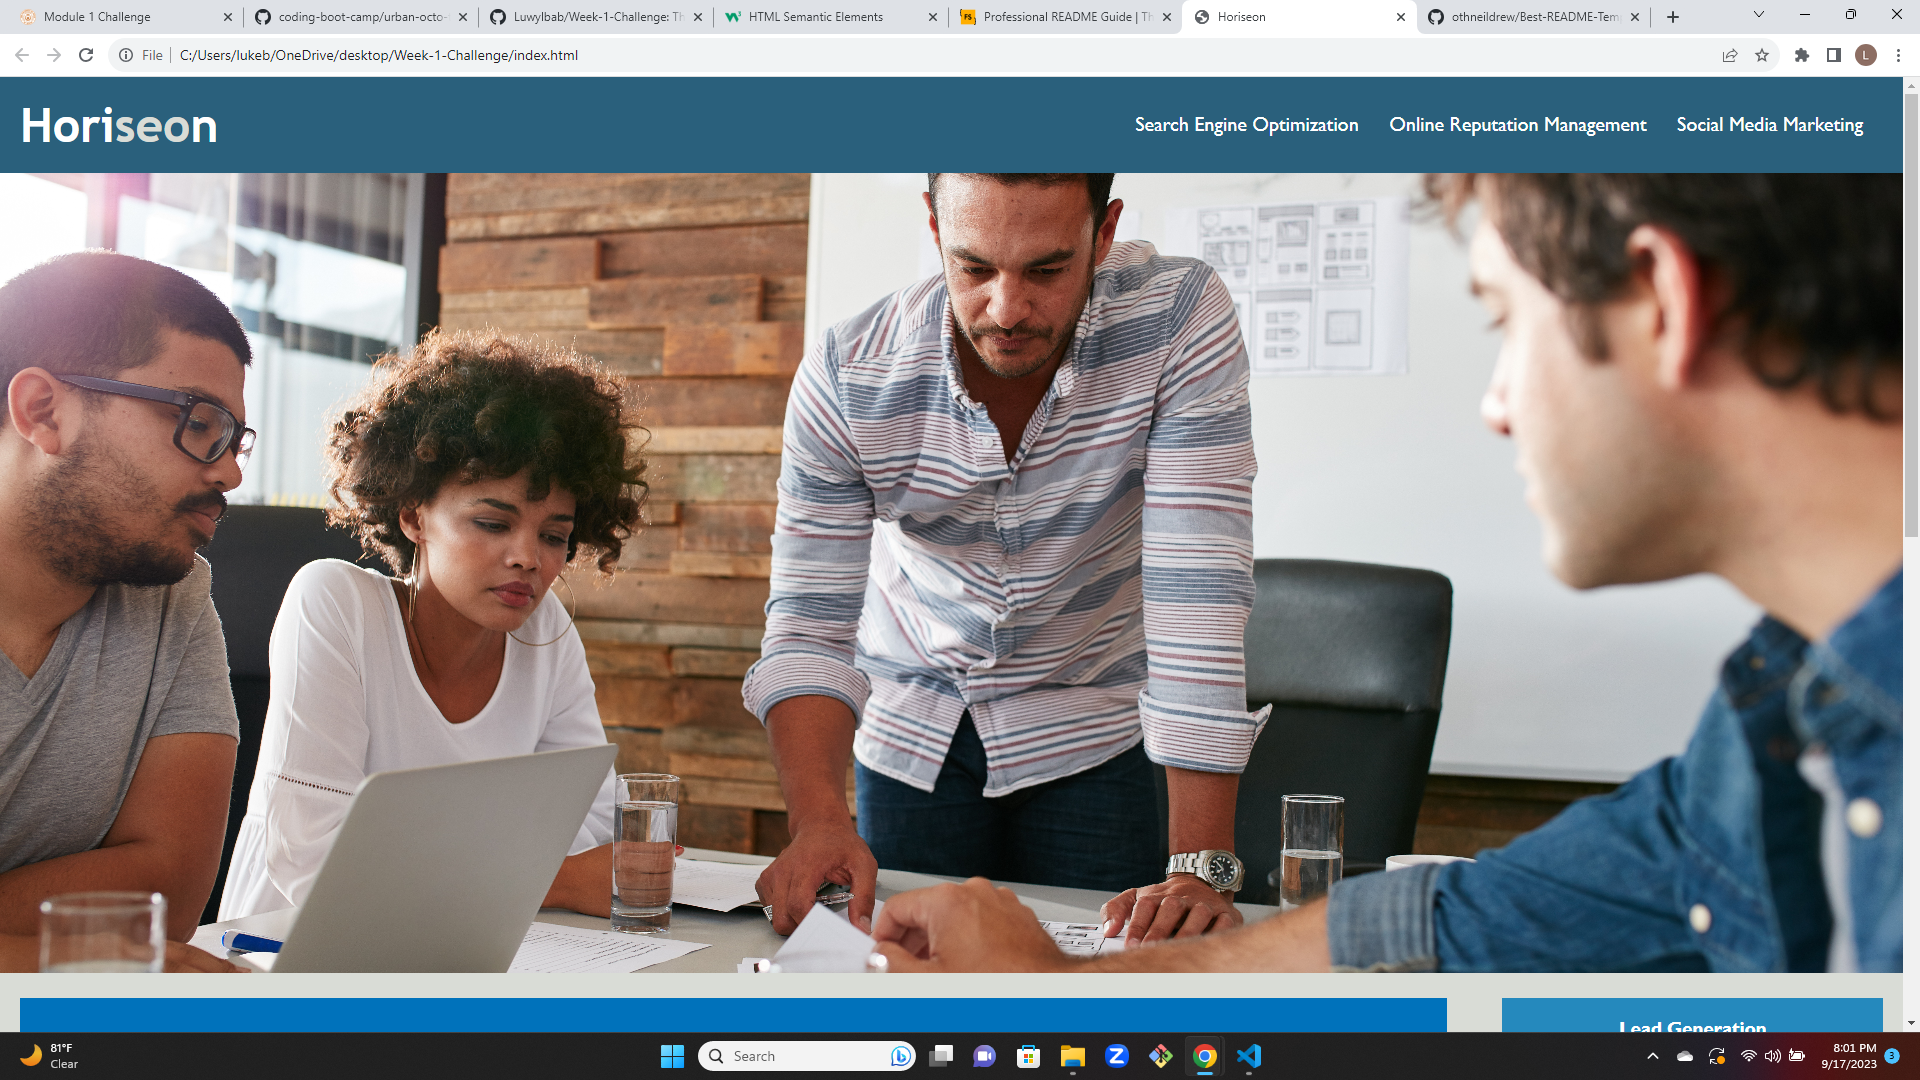 Module 1 Challenge
coding-boot-camp/urban-octo-t
Luwylbab/Week-1-Challenge: Th
HTML Semantic Elements
Professional README Guide | Th
Horiseon
othneildrew/Best-README-Temp
File
C:/Users/lukeb/OneDrive/desktop/Week-1-Challenge/index.html
L
Horiseon
Search Engine Optimization
Online Reputation Management
Social Media Marketing
Lead Generation
81°F
Clear
Search
8:01 PM
9/17/2023
3